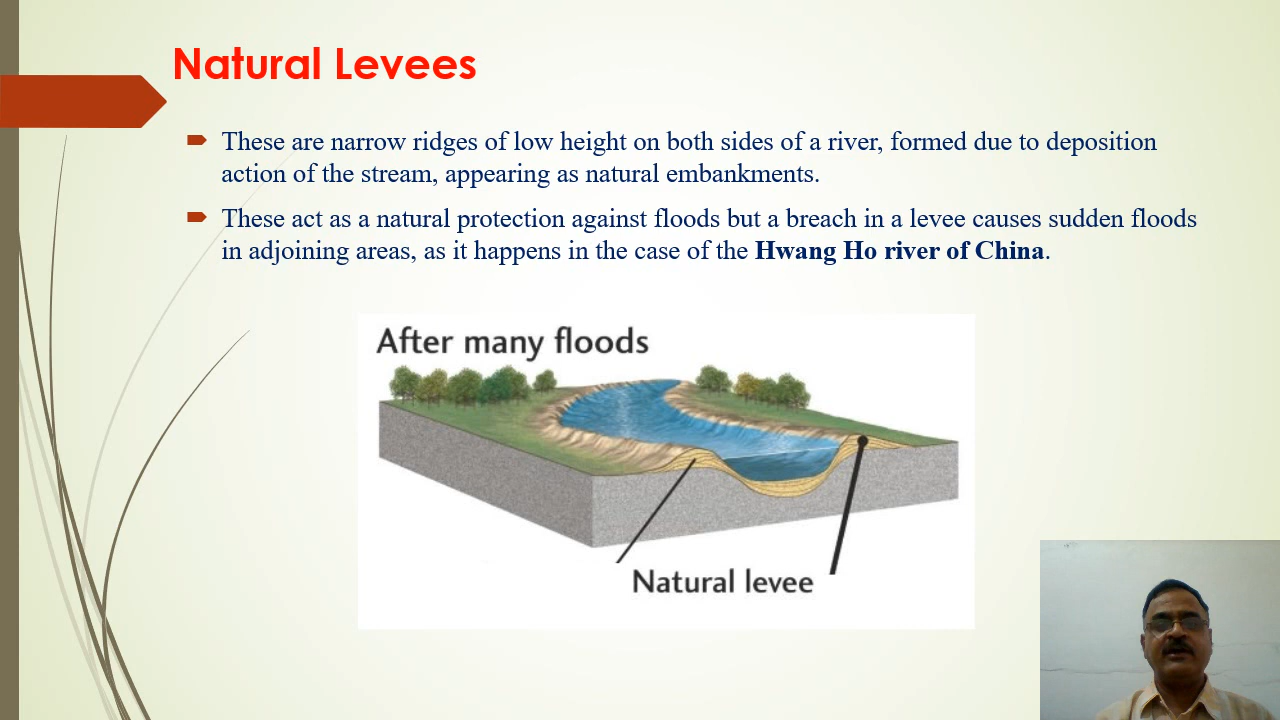 Natural Levees
These are narrow ridges of low height on both sides of a river, formed due to deposition
action of the stream, appearing as natural embankments.
These act as a natural protection against floods but a breach in a levee causes sudden floods
in adjoining areas, as it happens in the case of the Hwang Ho river of China.
After many floods
Natural levee